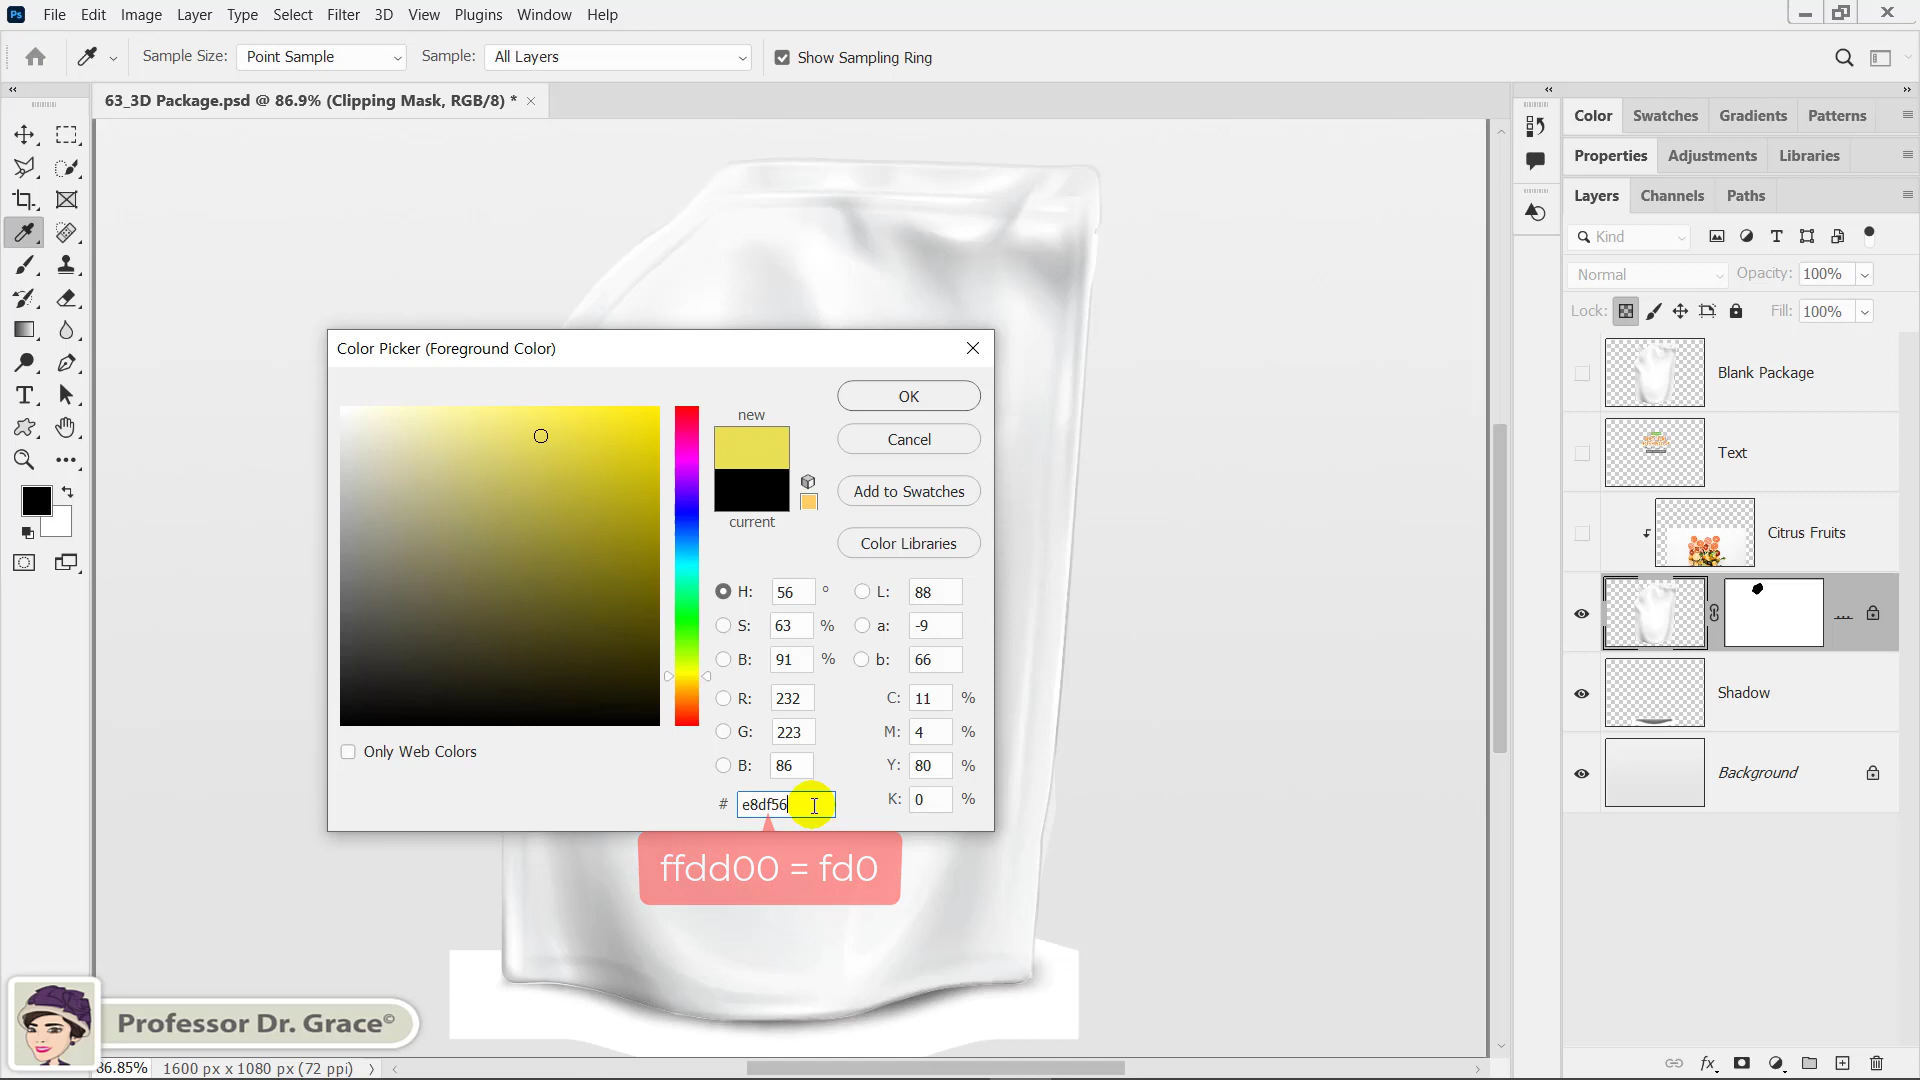 Ps File Edit Image Layer Type Select Filter 3D View Plugins Window Help
Sample Size: Point Sample Sample: All Layers Show Sampling Ring
63_3D Package.psd @ 86.9% (Clipping Mask, RGB/8) *
Color Swatches Gradients Patterns
Properties Adjustments Libraries
Layers Channels Paths
Kind
Normal Opacity: 100%
Lock: Fill: 100%
Blank Package
Text
Citrus Fruits
...
Shadow
Background
Color Picker (Foreground Color)
new
current
OK
Cancel
Add to Swatches
Color Libraries
H: 56 ° L: 88
S: 63 % a: -9
B: 91 % b: 66
R: 232 C: 11 %
G: 223 M: 4 %
B: 86 Y: 80 %
# e8df56 K: 0 %
Only Web Colors
ffdd00 = fd0
Professor Dr. Grace©
86.85% 1600 px x 1080 px (72 ppi)